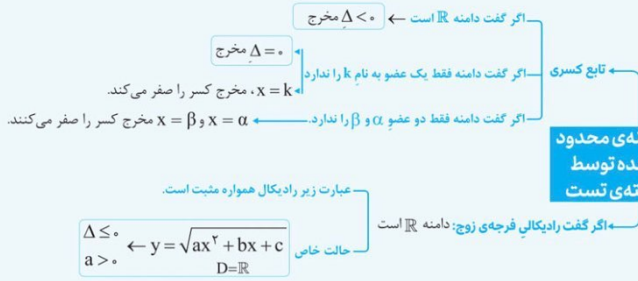 اگر گفت دامنه ℝ است ← Δ < ۰ مخرج
تابع کسری
اگر گفت دامنه فقط یک عضو به نامِ k را ندارد
Δ = ۰ مخرج
x = k، مخرج کسر را صفر می‌کند.
اگر گفت دامنه فقط دو عضوِ α و β را ندارد. ← x = α و x = β مخرج کسر را صفر می‌کنند.
نه‌ی محدود
ده توسط
ته‌ی تست
اگر گفت رادیکالیِ فرجه‌ی زوج: دامنه ℝ است
عبارت زیر رادیکال همواره مثبت است.
حالت خاص
y = √ax² + bx + c → Δ ≤ ۰
a > ۰
D = ℝ